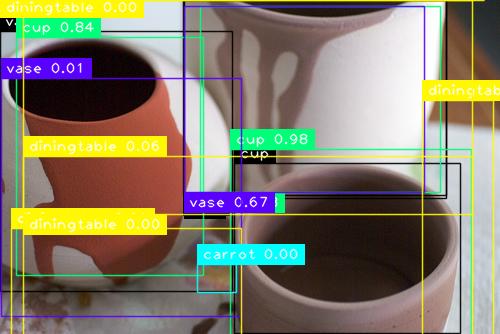 diningtable 0.00
cup 0.84
vase 0.01
diningtab
cup 0.98
cup
diningtable 0.06
vase 0.67
diningtable 0.00
carrot 0.00